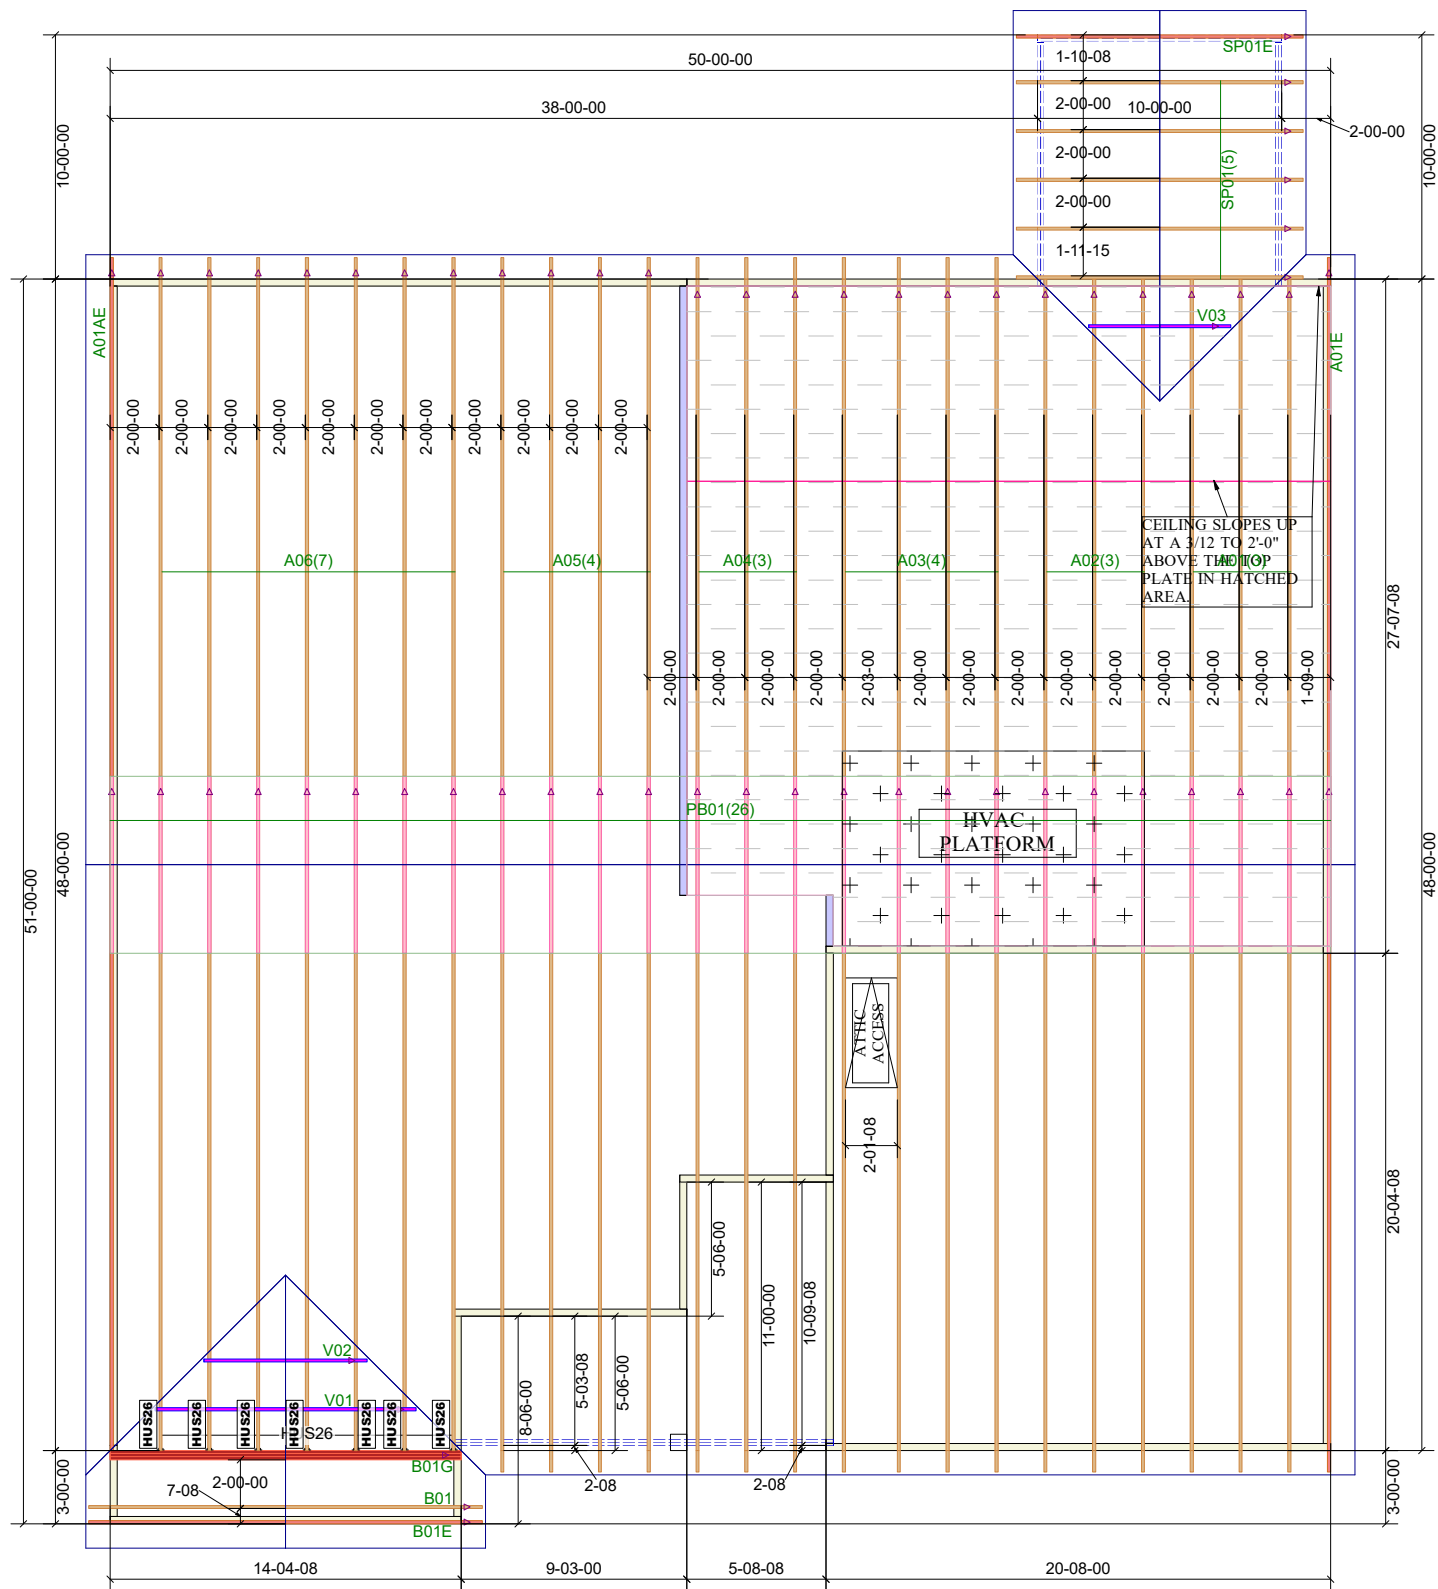 SP01E
50-00-00
1-10-08
38-00-00
2-00-00
10-00-00
2-00-00
10-00-00
10-00-00
2-00-00
SP01(5)
2-00-00
1-11-15
A01AE
V03
A01E
2-00-00
2-00-00
2-00-00
2-00-00
2-00-00
2-00-00
2-00-00
2-00-00
2-00-00
2-00-00
2-00-00
CEILING SLOPES UP
AT A 3/12 TO 2'-0"
ABOVE THE TOP
PLATE IN HATCHED
AREA.
A06(7)
A05(4)
A04(3)
A03(4)
A02(3)
A01(3)
27-07-08
2-00-00
2-00-00
2-00-00
2-00-00
2-03-00
2-00-00
2-00-00
2-00-00
2-00-00
2-00-00
2-00-00
2-00-00
2-00-00
1-09-00
PB01(26)
HVAC
PLATFORM
51-00-00
48-00-00
48-00-00
ATTIC
ACCESS
2-01-08
20-04-08
5-06-00
11-00-00
10-09-08
8-06-00
5-03-08
5-06-00
V02
V01
HUS26
HUS26
HUS26
HUS26
HUS26
HUS26
HUS26
HUS26
B01G
2-00-00
7-08
B01
B01E
2-08
2-08
3-00-00
3-00-00
14-04-08
9-03-00
5-08-08
20-08-00